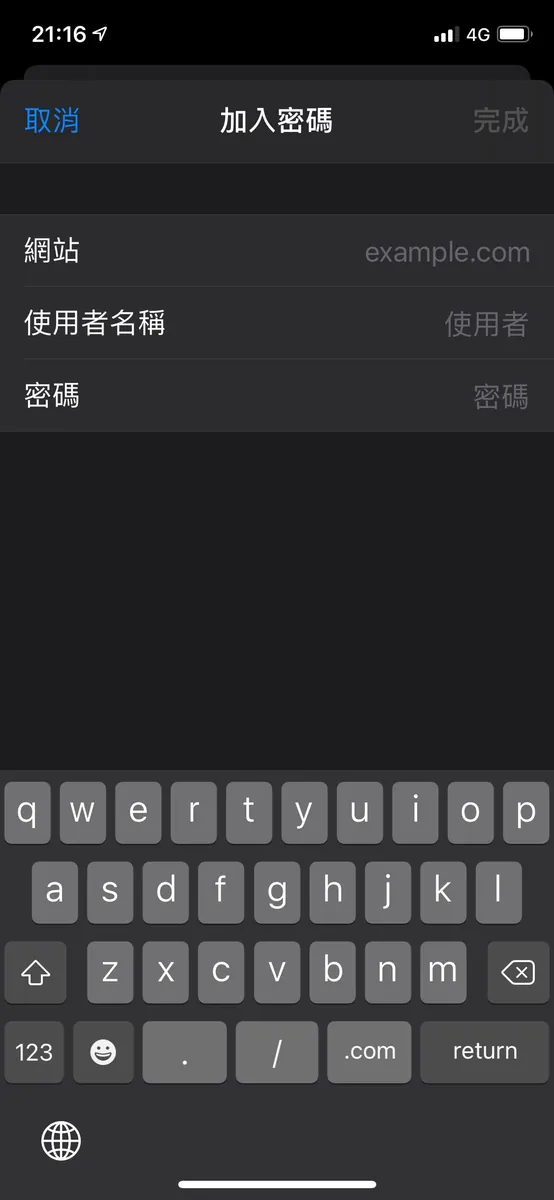 21:16 4G
取消 加入密碼 完成
網站 example.com
使用者名稱 使用者
密碼 密碼
q w e r t y u i o p
a s d f g h j k l
z x c v b n m
123 . / .com return